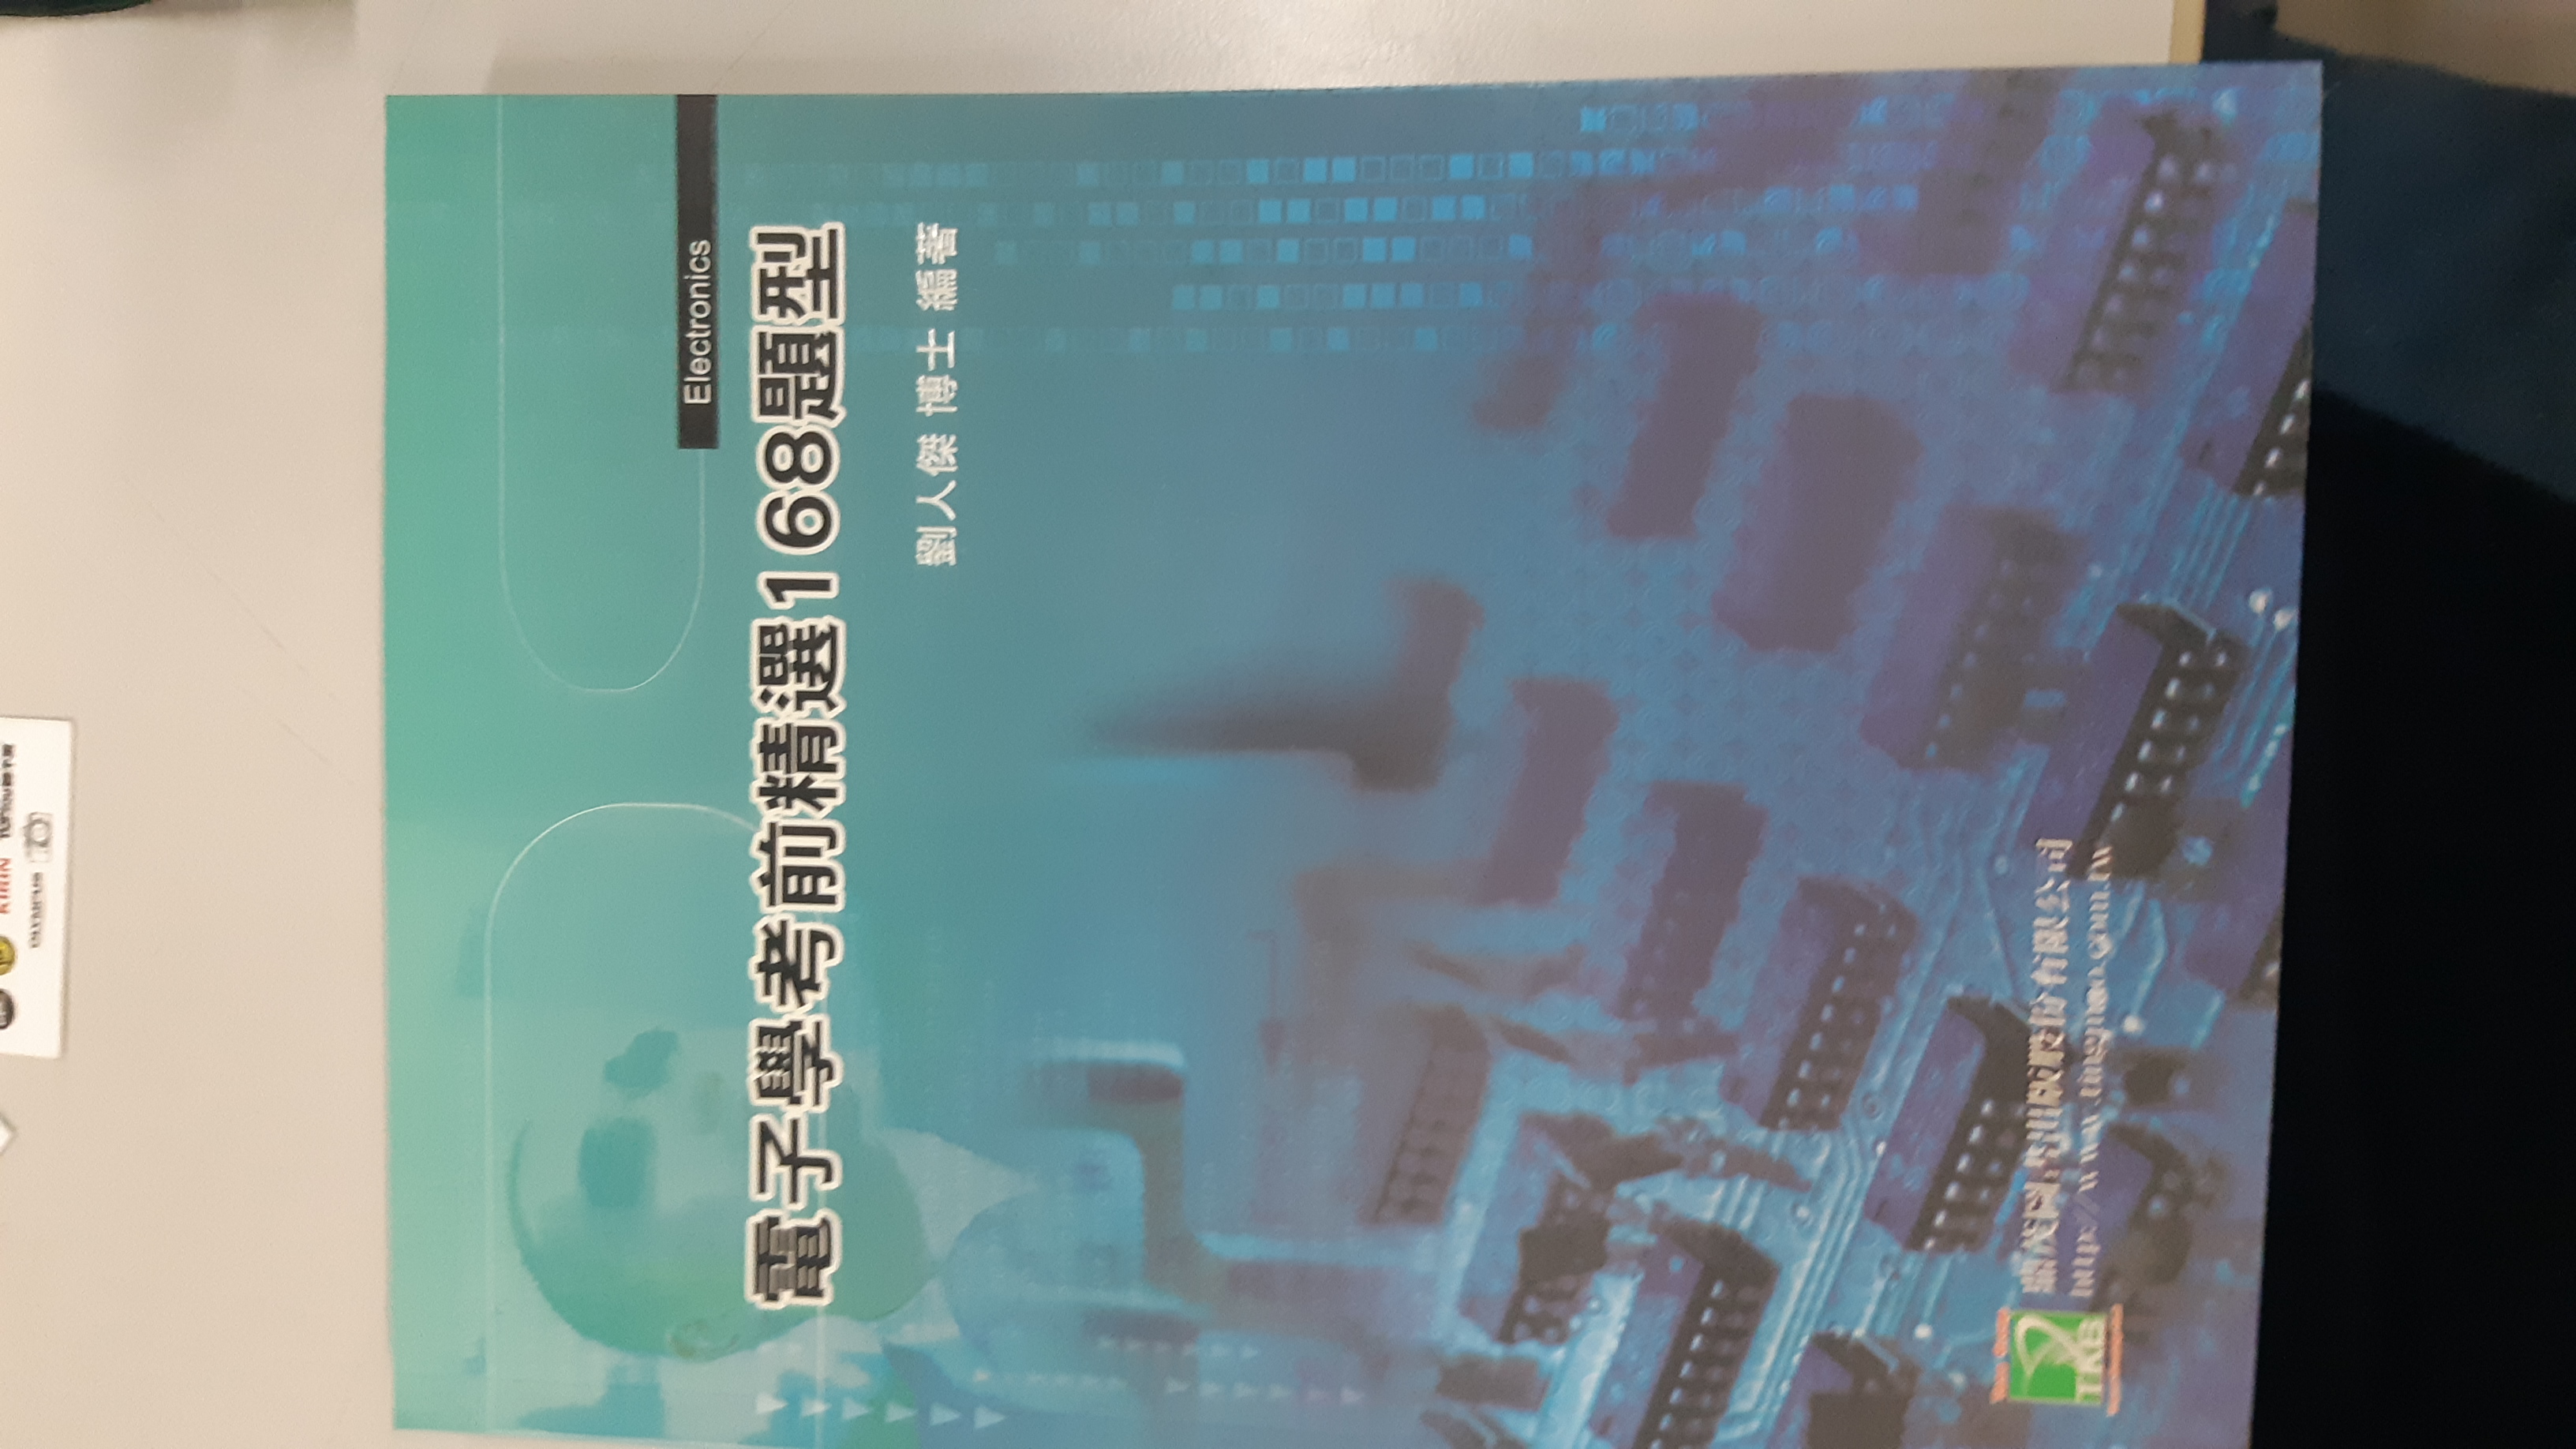 KIRIN
OLYMPUS
Electronics
電子學考前精選168題型
劉人傑 博士 編著
鼎茂圖書出版股份有限公司
TKB
http://www.tingmao.com.tw